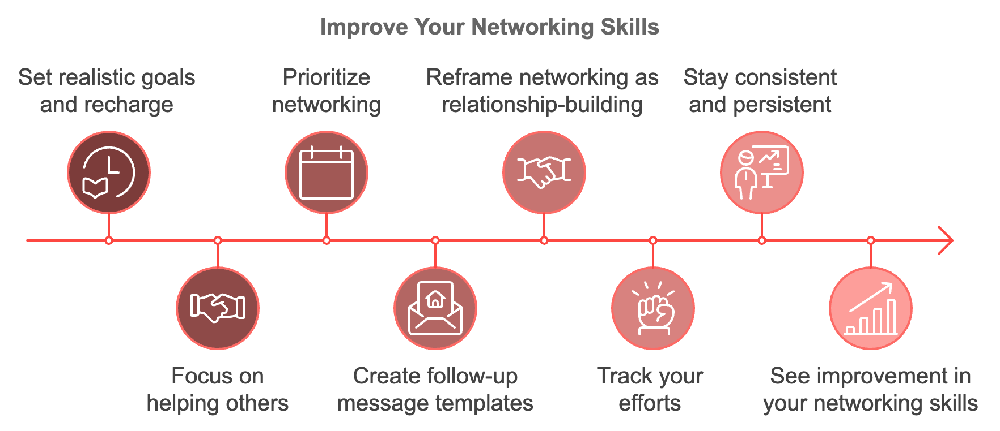 Improve Your Networking Skills
Set realistic goals
and recharge
Focus on
helping others
Prioritize
networking
Create follow-up
message templates
Reframe networking as
relationship-building
Track your
efforts
Stay consistent
and persistent
See improvement in
your networking skills